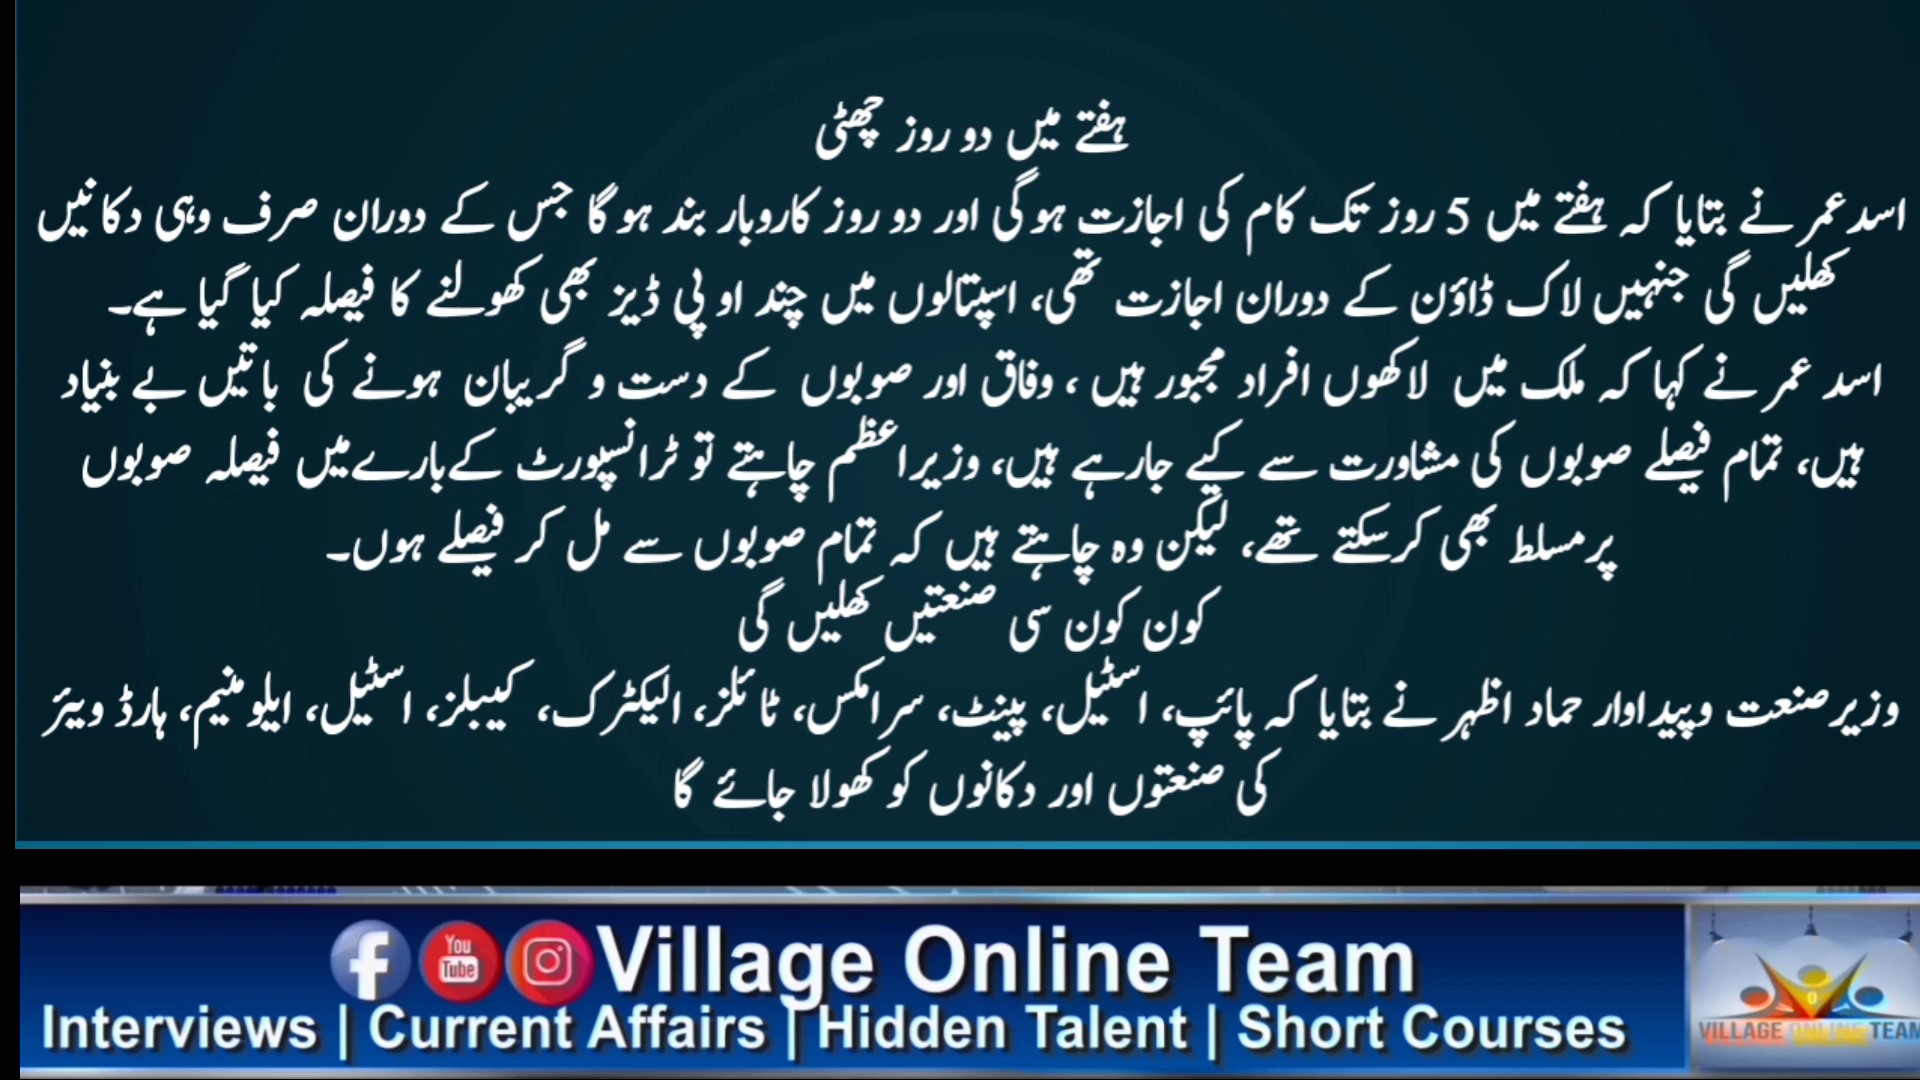 ہفتے میں دو روز چھٹی
اسد عمر نے بتایا کہ ہفتے میں 5 روز تک کام کی اجازت ہوگی اور دو روز کاروبار بند ہوگا جس کے دوران صرف وہی دکانیں
کھلیں گی جنہیں لاک ڈاؤن کے دوران اجازت تھی، اسپتالوں میں چند او پی ڈیز بھی کھولنے کا فیصلہ کیا گیا ہے۔
اسد عمر نے کہا کہ ملک میں لاکھوں افراد مجبور ہیں ، وفاق اور صوبوں کے دست و گریبان ہونے کی باتیں بے بنیاد
ہیں، تمام فیصلے صوبوں کی مشاورت سے کیے جارہے ہیں، وزیراعظم چاہتے تو ٹرانسپورٹ کےبارےمیں فیصلہ صوبوں
پر مسلط بھی کرسکتے تھے، لیکن وہ چاہتے ہیں کہ تمام صوبوں سے مل کر فیصلے ہوں۔
کون کون سی صنعتیں کھلیں گی
وزیرصنعت وپیداوار حماد اظہر نے بتایا کہ پائپ، اسٹیل، پینٹ، سرامکس، ٹائلز، الیکٹرک، کیبلز، اسٹیل، ایلومنیم، ہارڈ ویئر
کی صنعتوں اور دکانوں کو کھولا جائے گا
You Tube Village Online Team
Interviews | Current Affairs | Hidden Talent | Short Courses
VILLAGE ONLINE TEAM